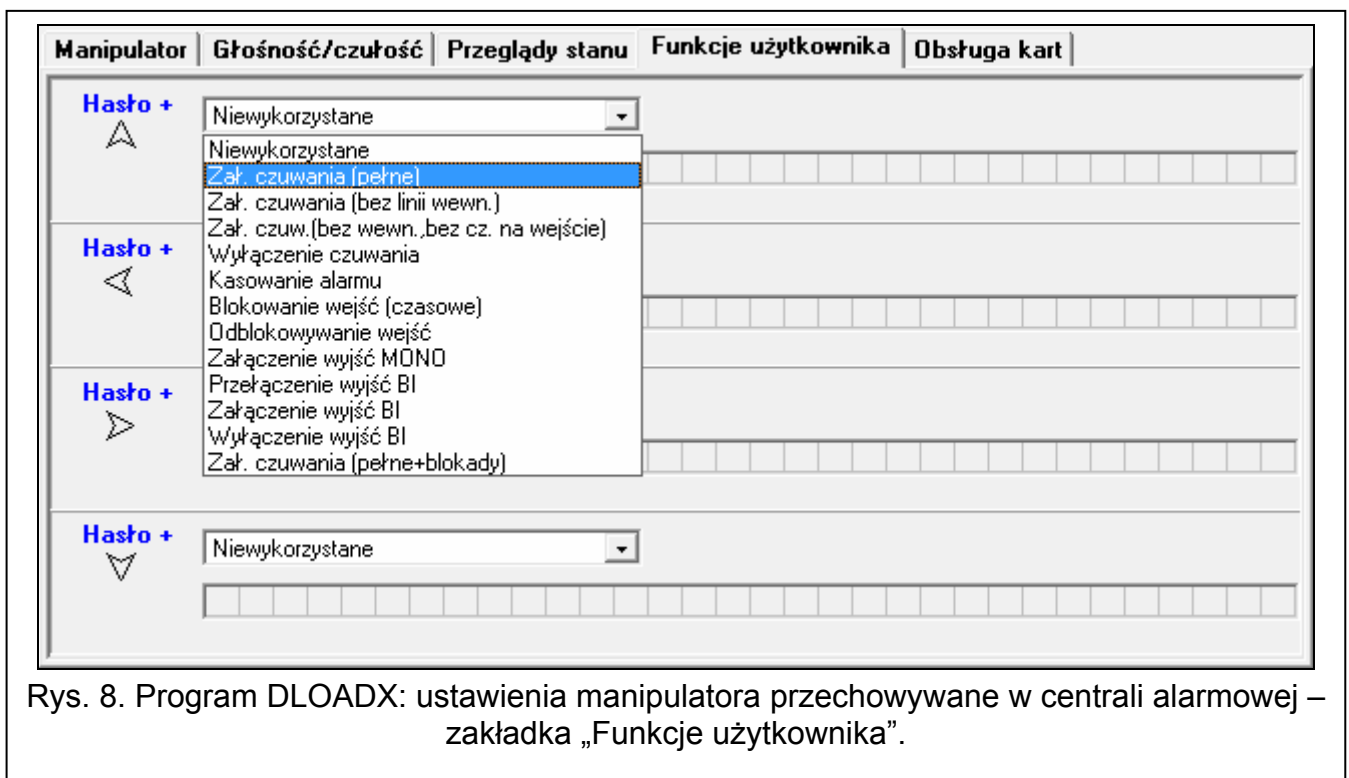 Manipulator Głośność/czułość Przeglądy stanu Funkcje użytkownika Obsługa kart
Hasło +
Niewykorzystane
Niewykorzystane
Zał. czuwania (pełne)
Zał. czuwania (bez linii wewn.)
Zał. czuw.(bez wewn.,bez cz. na wejście)
Hasło +
Wyłączenie czuwania
Kasowanie alarmu
Blokowanie wejść (czasowe)
Odblokowywanie wejść
Załączenie wyjść MONO
Hasło +
Przełączenie wyjść BI
Załączenie wyjść BI
Wyłączenie wyjść BI
Zał. czuwania (pełne+blokady)
Hasło +
Niewykorzystane
Rys. 8. Program DLOADX: ustawienia manipulatora przechowywane w centrali alarmowej –
zakładka „Funkcje użytkownika”.